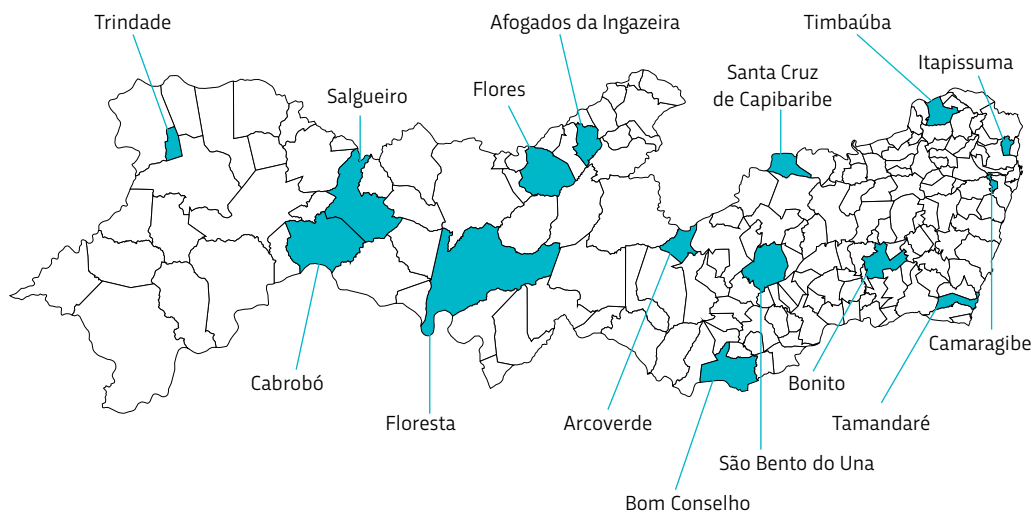 Trindade
Afogados da Ingazeira
Timbaúba
Itapissuma
Santa Cruz
de Capibaribe
Flores
Salgueiro
Camaragibe
Cabrobó
Bonito
Floresta
Arcoverde
Tamandaré
São Bento do Una
Bom Conselho